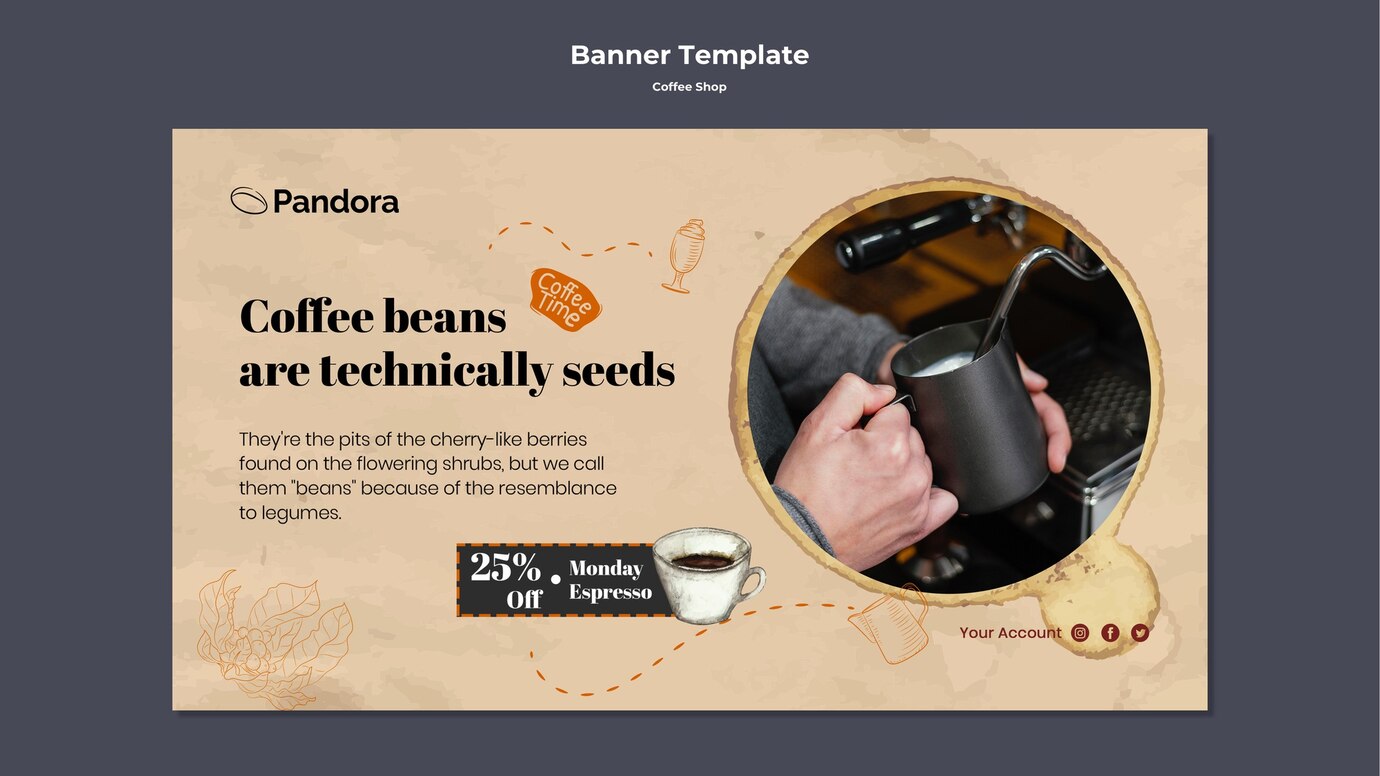 Banner Template
Coffee Shop
Pandora
Coffee
Time
Coffee beans
are technically seeds
They're the pits of the cherry-like berries
found on the flowering shrubs, but we call
them "beans" because of the resemblance
to legumes.
25%
Off
Monday
Espresso
Your Account